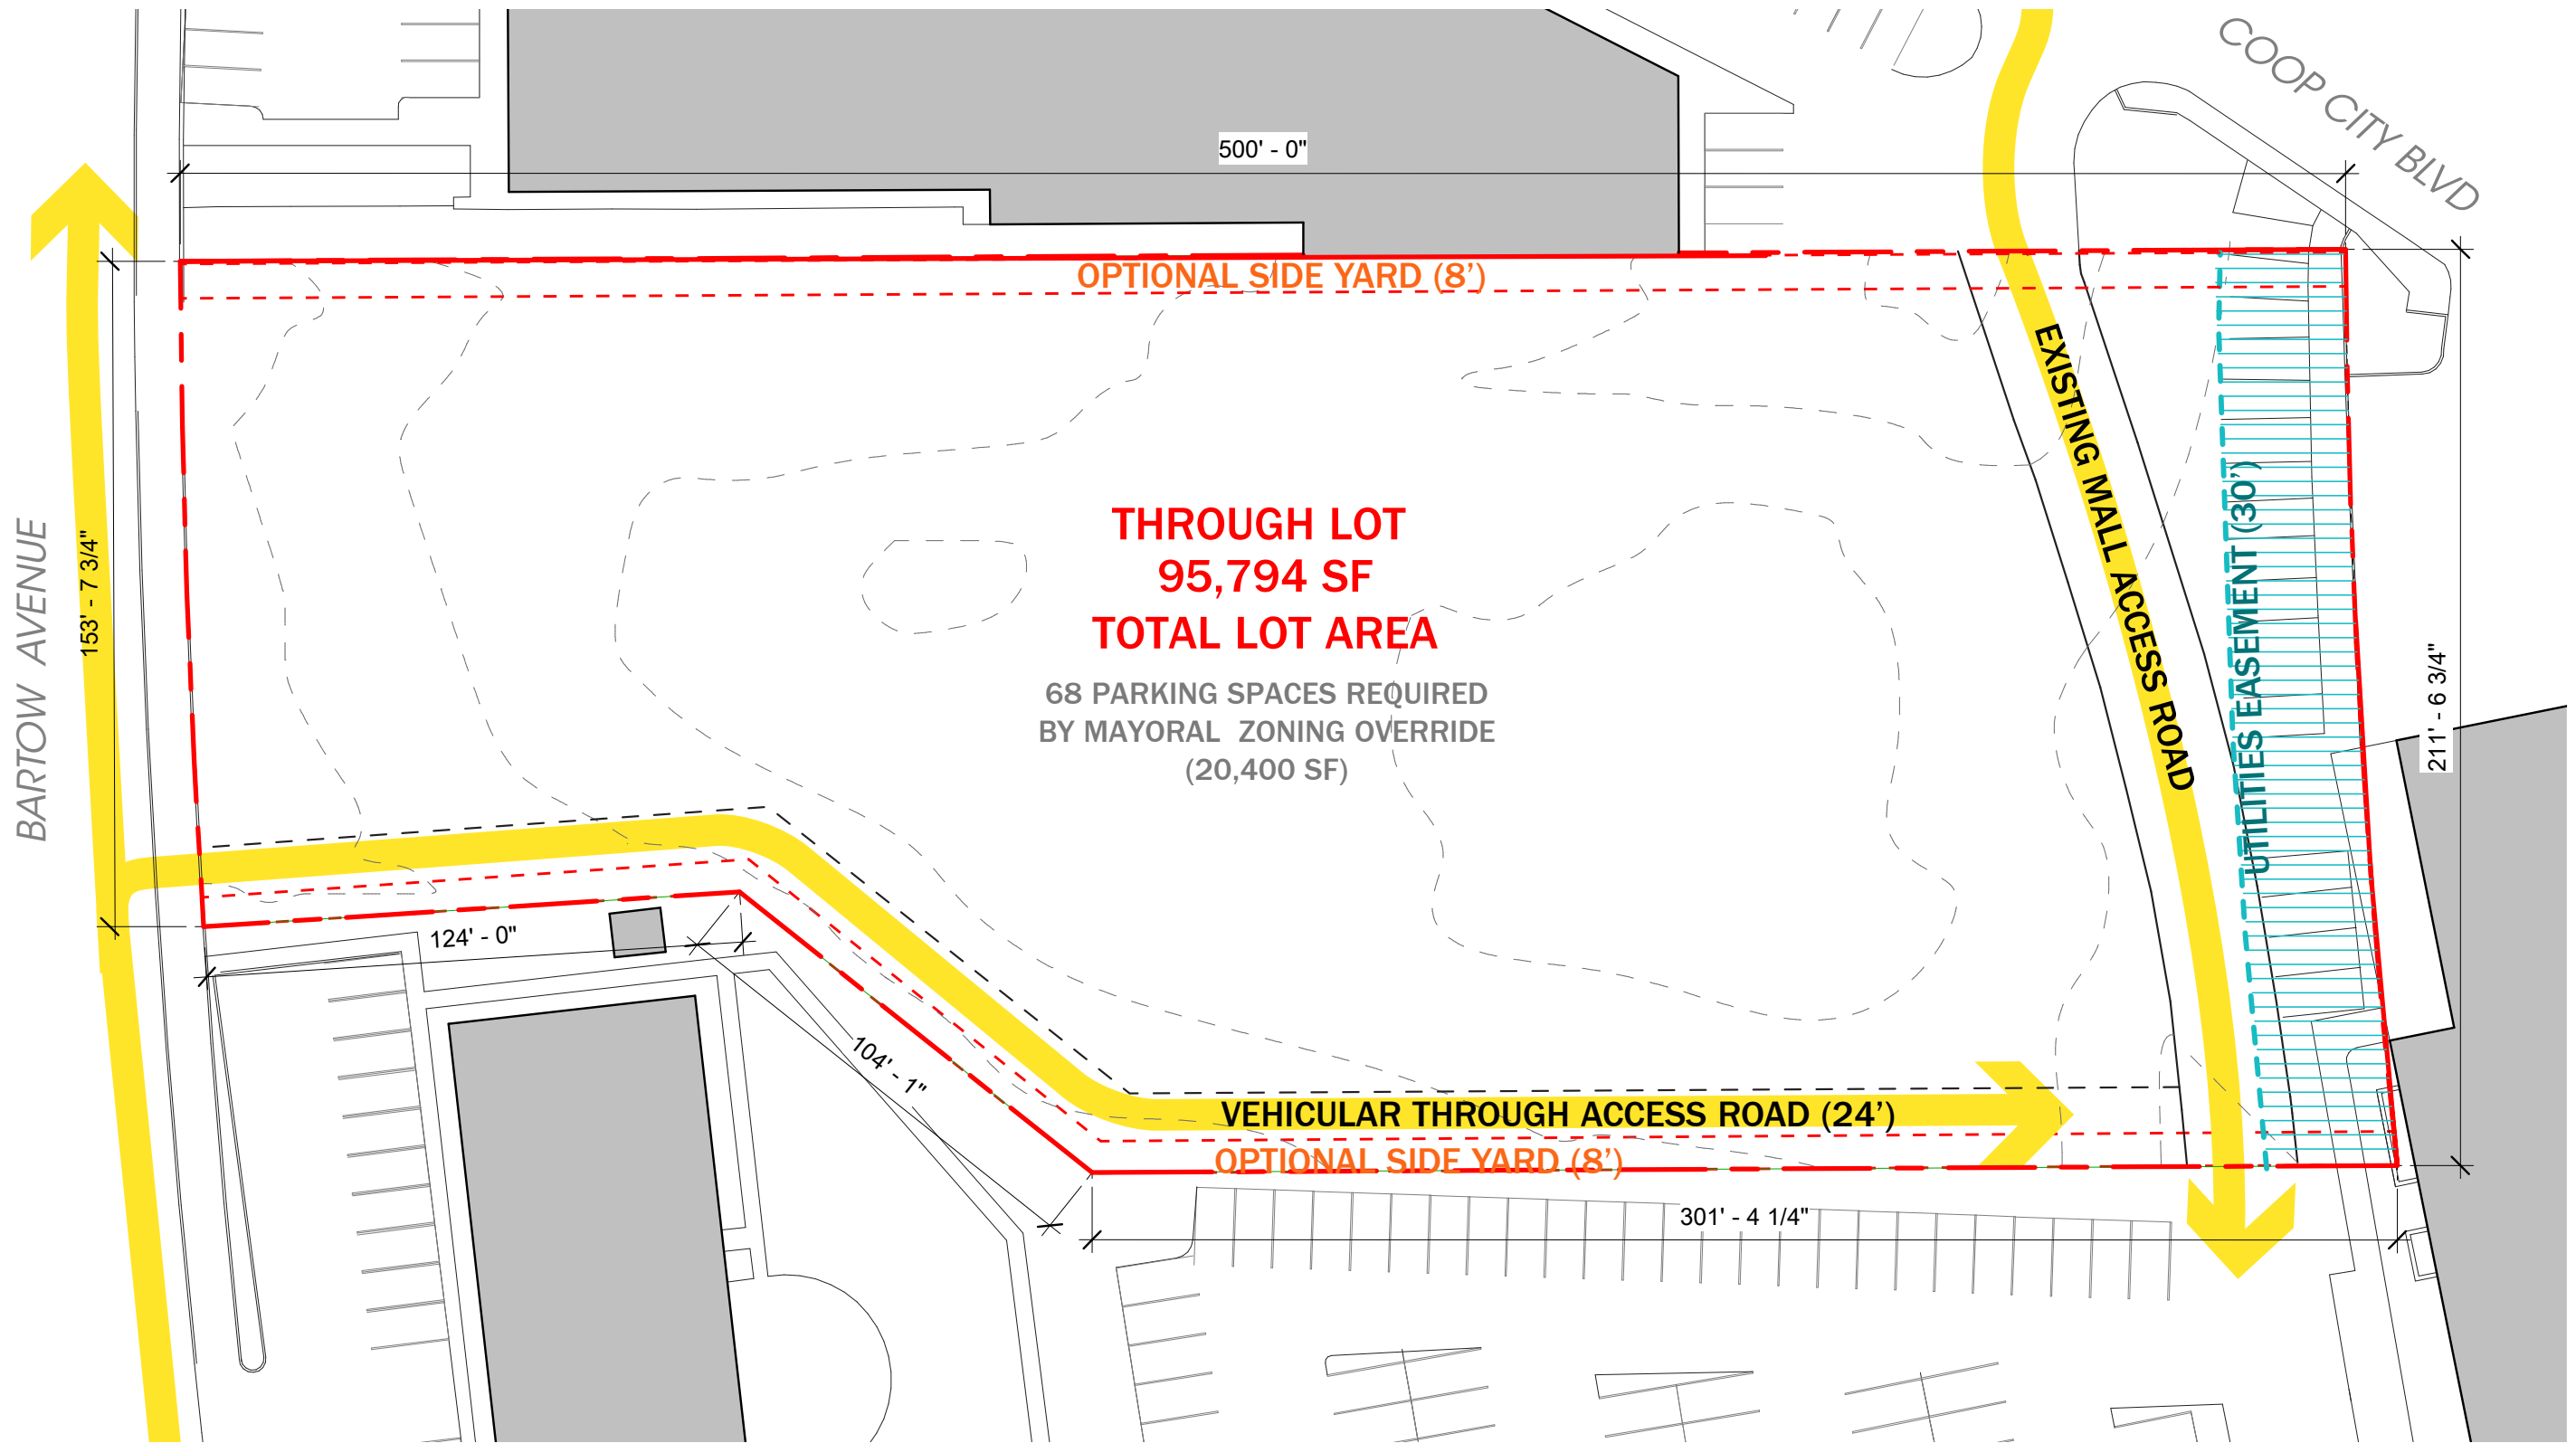 COOP CITY BLVD
500' - 0"
OPTIONAL SIDE YARD (8’)
BARTOW AVENUE
153' - 7 3/4"
THROUGH LOT
95,794 SF
TOTAL LOT AREA
68 PARKING SPACES REQUIRED
BY MAYORAL ZONING OVERRIDE
(20,400 SF)
EXISTING MALL ACCESS ROAD
UTILITIES EASEMENT (30’)
211' - 6 3/4"
124' - 0"
104' - 1"
VEHICULAR THROUGH ACCESS ROAD (24’)
OPTIONAL SIDE YARD (8’)
301' - 4 1/4"